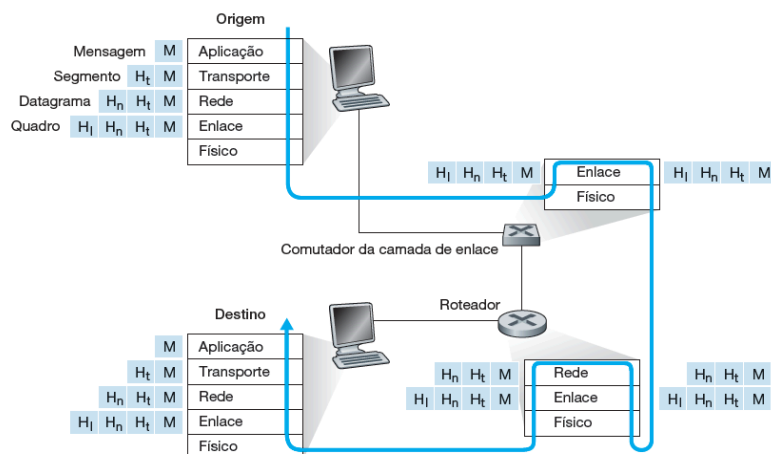 Origem
Mensagem M Aplicação
Segmento Ht M Transporte
Datagrama Hn Ht M Rede
Quadro Hl Hn Ht M Enlace
Físico
Hl Hn Ht M Enlace Hl Hn Ht M
Físico
Comutador da camada de enlace
Roteador
Destino
M Aplicação
Ht M Transporte
Hn Ht M Rede
Hl Hn Ht M Enlace
Físico
Hn Ht M Rede Hn Ht M
Hl Hn Ht M Enlace Hl Hn Ht M
Físico